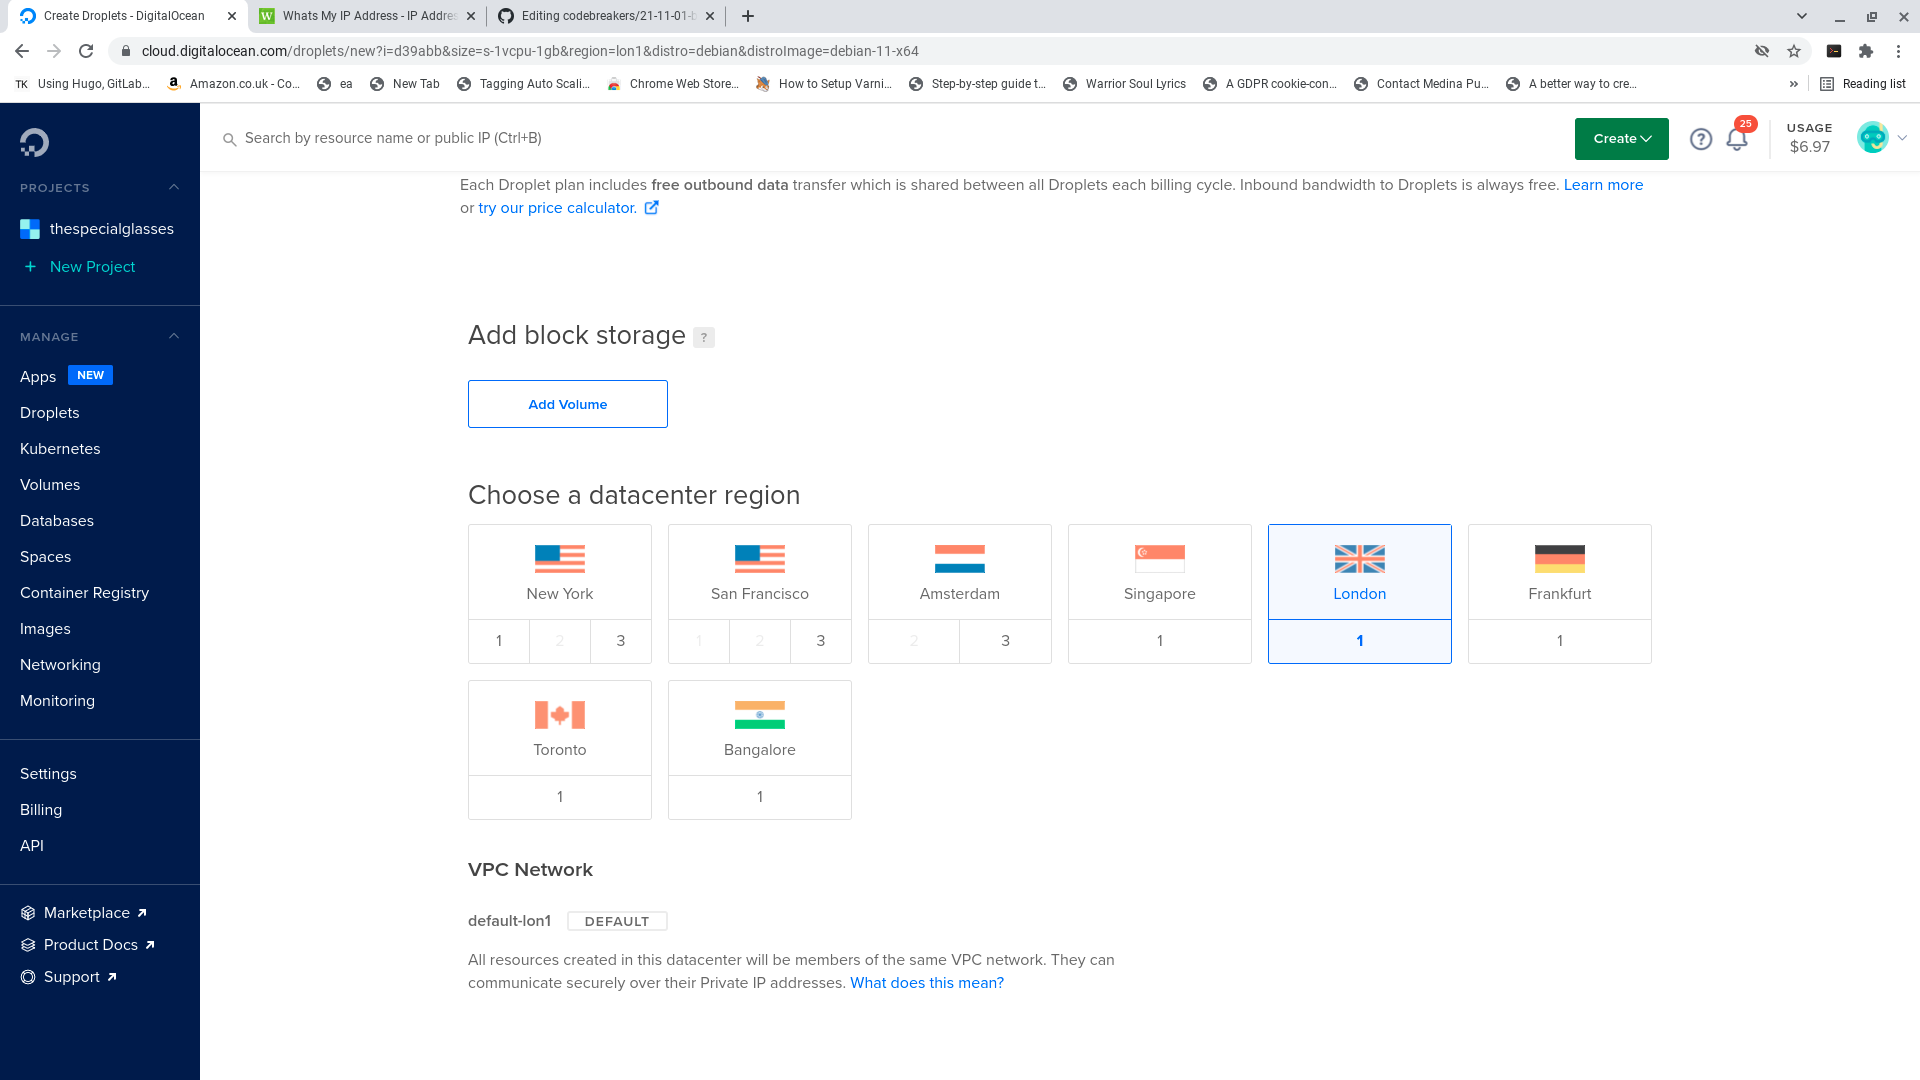 Create Droplets - DigitalOcean
Whats My IP Address - IP Addre
Editing codebreakers/21-11-01-b
cloud.digitalocean.com/droplets/new?i=d39abb&size=s-1vcpu-1gb&region=lon1&distro=debian&distroImage=debian-11-x64
TK Using Hugo, GitLab...
Amazon.co.uk - Co...
ea
New Tab
Tagging Auto Scali...
Chrome Web Store...
How to Setup Varni...
Step-by-step guide t...
Warrior Soul Lyrics
A GDPR cookie-con...
Contact Medina Pu...
A better way to cre...
»
Reading list
Search by resource name or public IP (Ctrl+B)
Create
25
USAGE
$6.97
PROJECTS
thespecialglasses
+ New Project
MANAGE
Apps NEW
Droplets
Kubernetes
Volumes
Databases
Spaces
Container Registry
Images
Networking
Monitoring
Settings
Billing
API
Marketplace
Product Docs
Support
Each Droplet plan includes free outbound data transfer which is shared between all Droplets each billing cycle. Inbound bandwidth to Droplets is always free. Learn more
or try our price calculator.
Add block storage ?
Add Volume
Choose a datacenter region
New York
1 2 3
San Francisco
1 2 3
Amsterdam
2 3
Singapore
1
London
1
Frankfurt
1
Toronto
1
Bangalore
1
VPC Network
default-lon1 DEFAULT
All resources created in this datacenter will be members of the same VPC network. They can
communicate securely over their Private IP addresses. What does this mean?